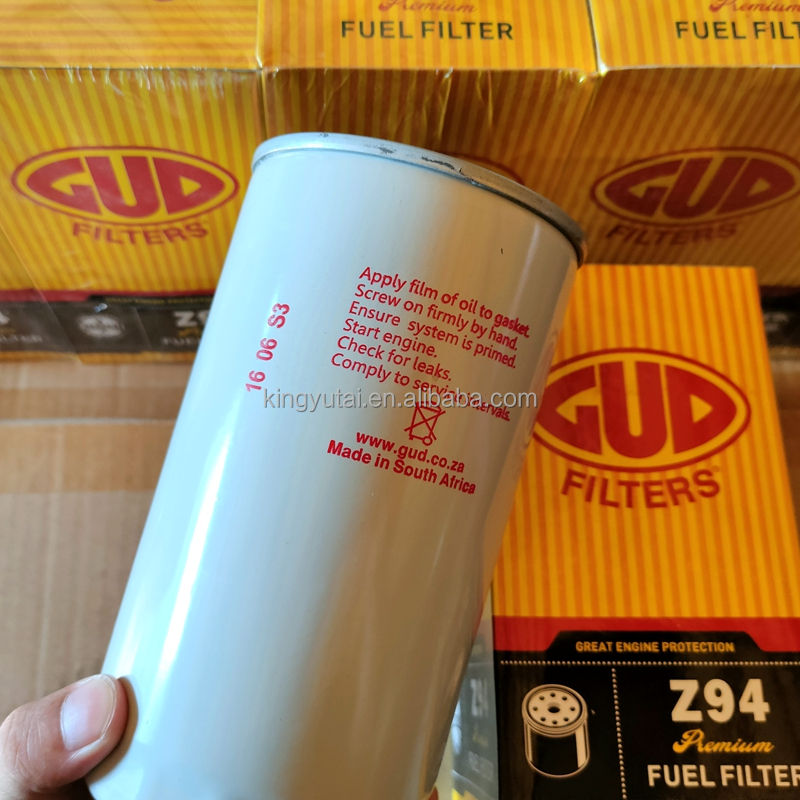 Premium
FUEL FILTER
Premium
FUEL FILTER
GUD
FILTERS
GUD
FILTERS
Apply film of oil to gasket.
Screw on firmly by hand.
Ensure system is primed.
Start engine.
Check for leaks.
Comply to service intervals.
16 06 S3
kingyutai.en.alibaba.com
www.gud.co.za
Made in South Africa
GUD
FILTERS®
GREAT ENGINE PROTECTION
Z94
Premium
FUEL FILTER